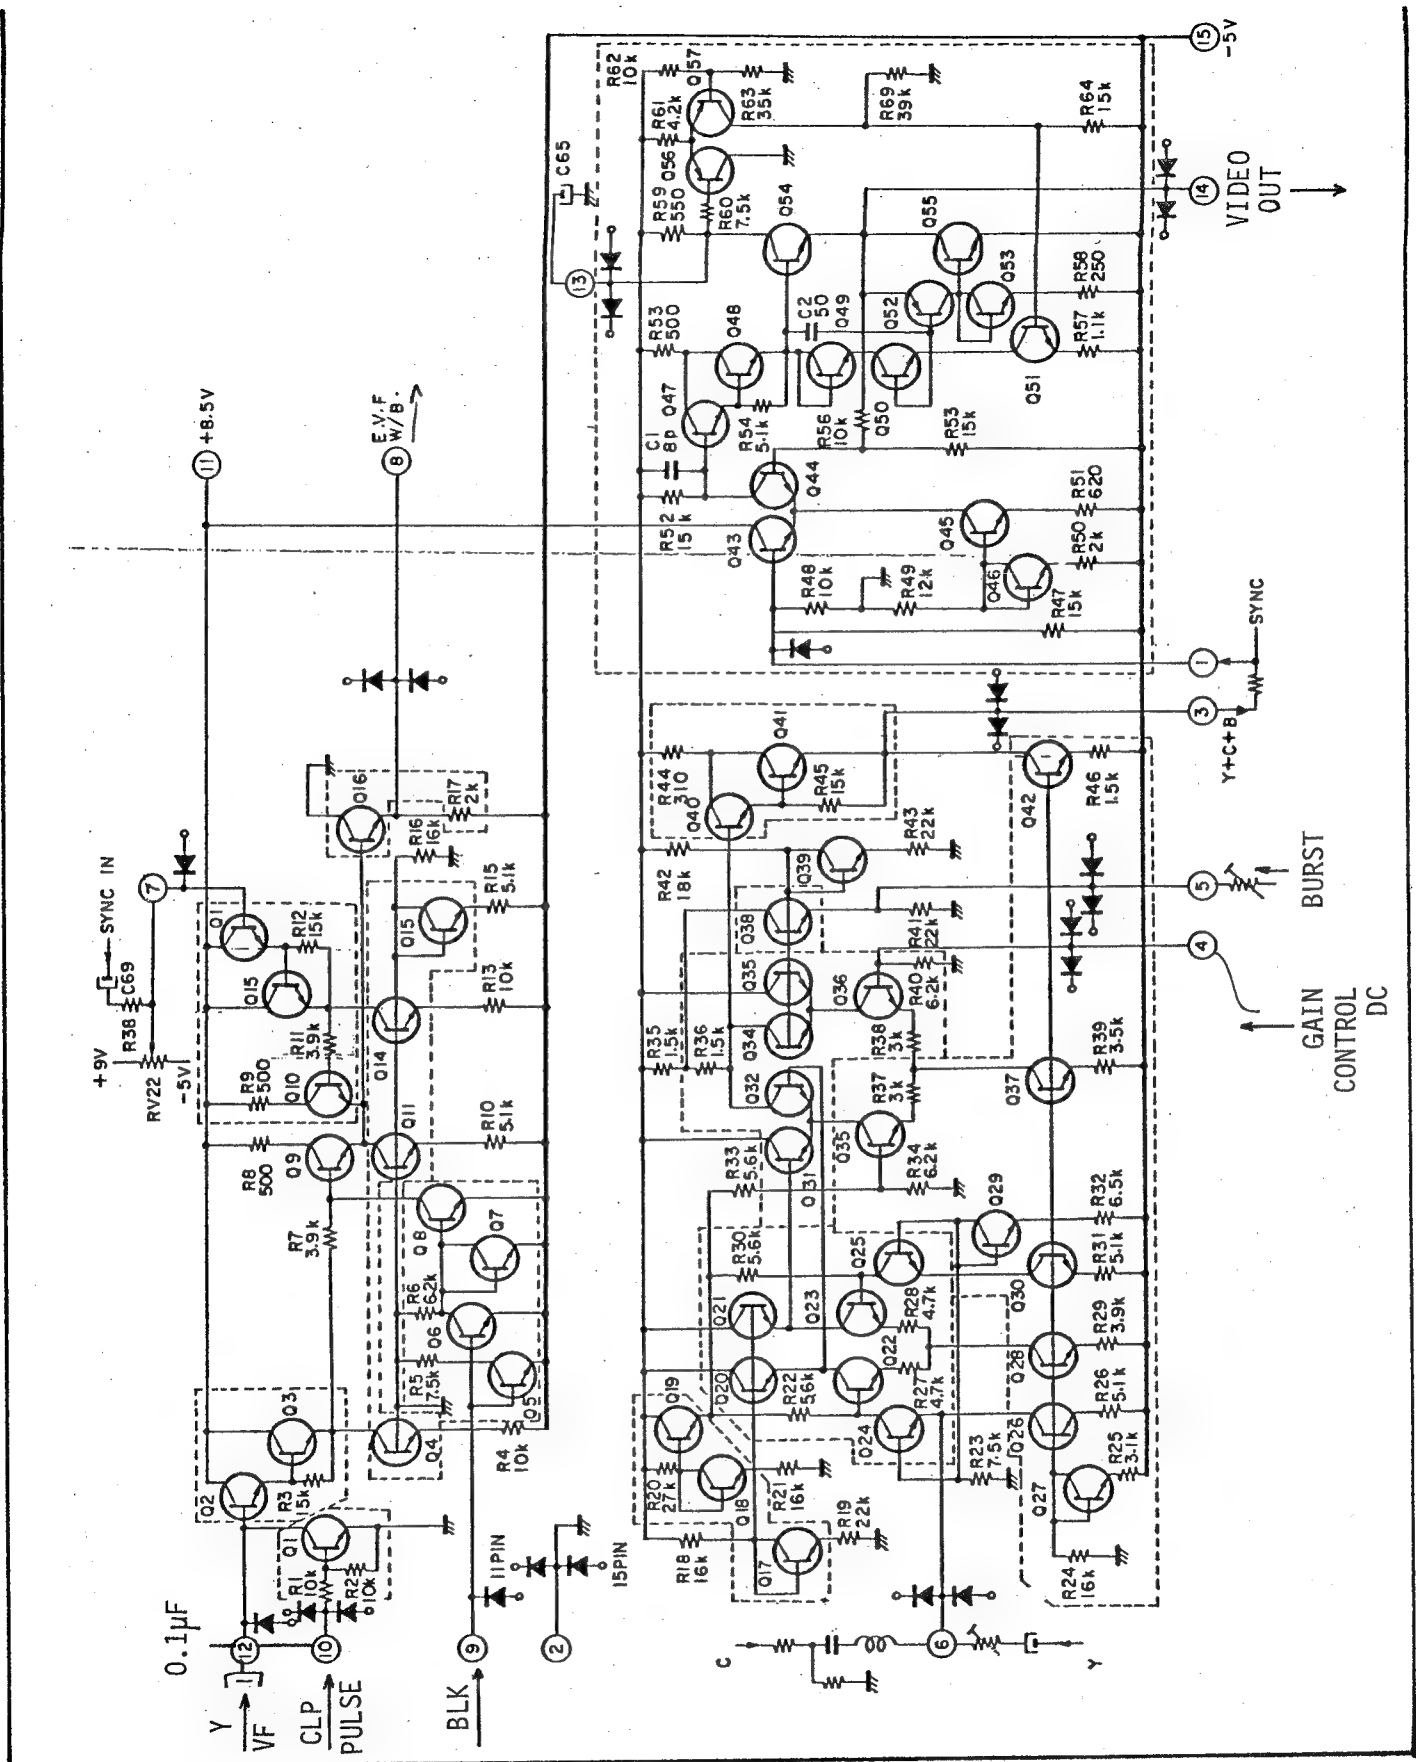 0.1µF
Y
VF
12
CLP
PULSE
10
BLK
9
2
11PIN
15PIN
R1
10k
R2
10k
Q1
Q2
R3
15k
Q3
Q4
R4
10k
R5
7.5k
Q5
Q6
R6
6.2k
Q7
Q8
R7
3.9k
R8
500
Q9
R9
500
Q10
R11
3.9k
R12
15k
Q15
Q1
Q11
R10
5.1k
Q14
R13
10k
Q15
R15
5.1k
R16
16k
Q16
R17
2k
+9V
RV22
-5V
R38
C69
SYNC IN
7
11 +8.5V
8
E.V.F
W/B.
C
6
Y
R18
16k
Q17
R19
22k
R20
27k
Q18
R21
16k
Q19
Q20
Q21
R22
5.6k
Q22
Q23
R23
7.5k
Q24
Q25
R24
16k
R25
3.1k
Q26
R26
5.1k
Q27
R27
4.7k
R28
4.7k
Q28
R29
3.9k
Q29
R30
5.6k
Q30
R31
5.1k
R32
6.5k
Q31
Q32
R33
5.6k
R34
6.2k
Q35
R35
1.5k
R36
1.5k
Q34
Q35
Q36
R37
3k
R38
3k
Q37
R39
3.5k
R40
6.2k
R41
22k
Q38
Q39
R42
18k
R43
22k
Q40
R44
310
Q41
R45
15k
Q42
R46
1.5k
GAIN
CONTROL
DC
4
BURST
5
Y+C+B
3
1
SYNC
R47
15k
R48
10k
R49
12k
Q43
Q44
Q45
Q46
R50
2k
R51
620
R52
15k
C1
8p
Q47
R53
500
Q48
R54
5.1k
R56
10k
C2
50
Q49
Q50
R53
15k
Q51
Q52
Q53
Q54
Q55
R57
1.1k
R58
250
R59
550
R60
7.5k
Q56
R61
4.2k
R62
10k
Q157
R63
35k
R69
39k
R64
15k
13
C65
14
VIDEO
OUT
15
-5V